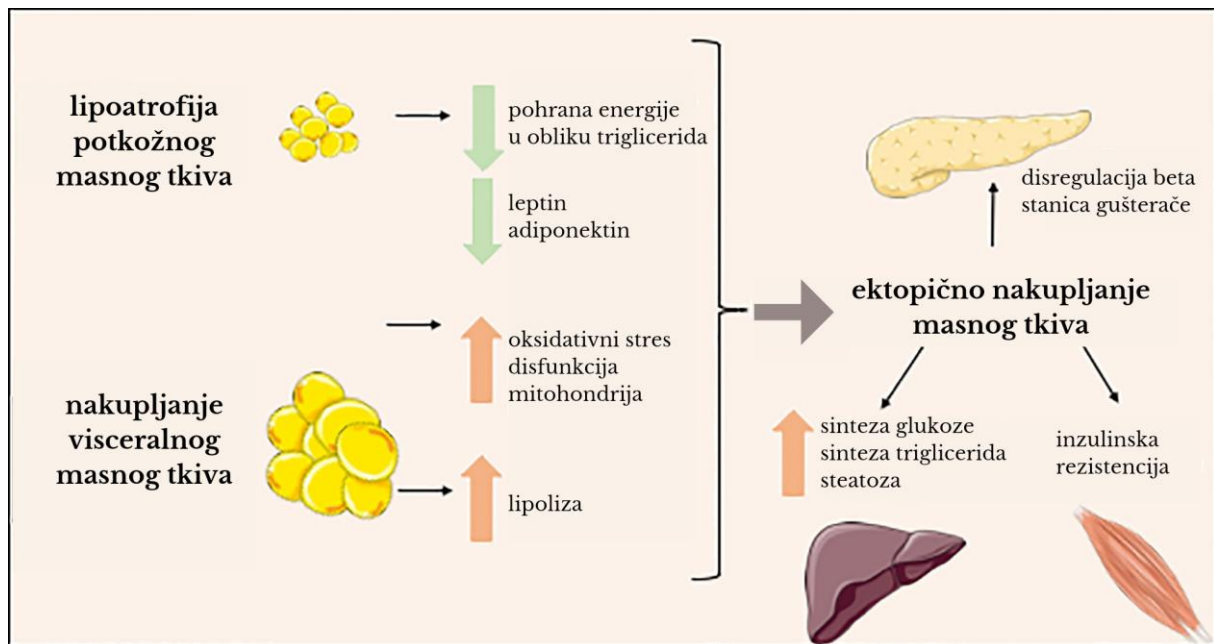 lipoatrofija
potkožnog
masnog tkiva
pohrana energije
u obliku triglicerida
leptin
adiponektin
nakupljanje
visceralnog
masnog tkiva
oksidativni stres
disfunkcija
mitohondrija
lipoliza
disregulacija beta
stanica gušterače
ektopično nakupljanje
masnog tkiva
sinteza glukoze
sinteza triglicerida
steatoza
inzulinska
rezistencija